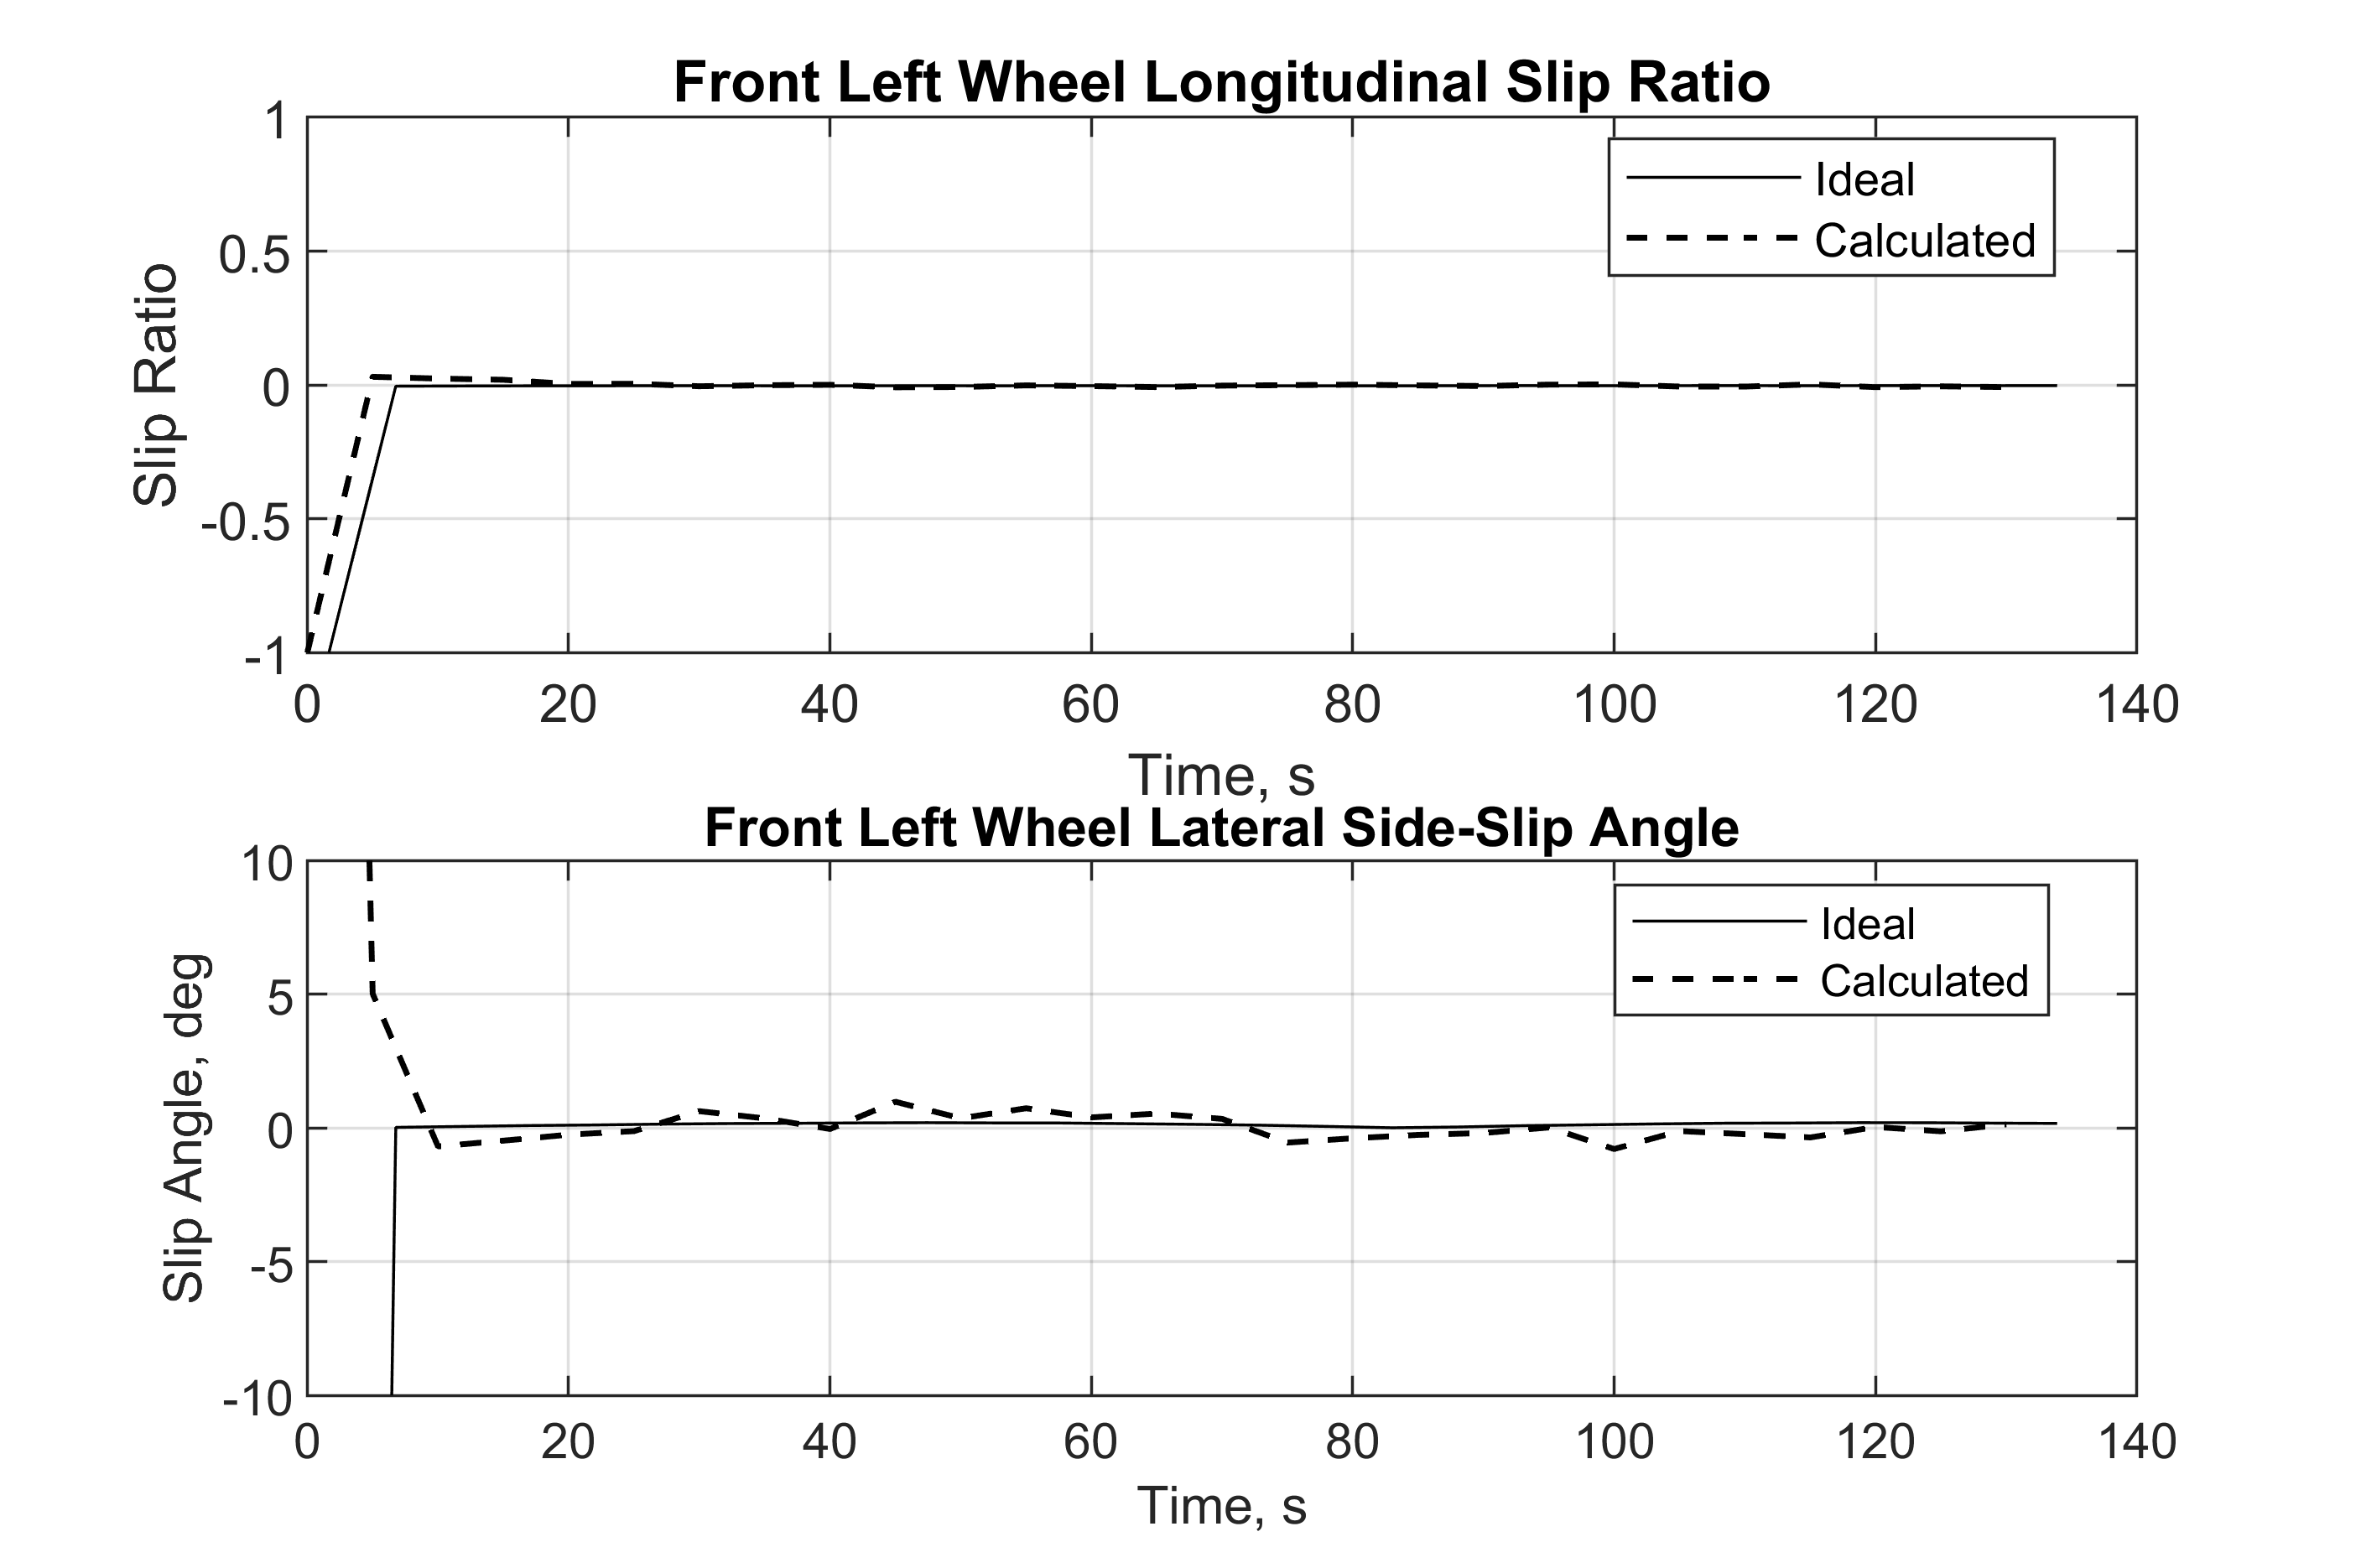 Front Left Wheel Longitudinal Slip Ratio
1
0.5
0
-0.5
-1
Slip Ratio
Ideal
Calculated
0 20 40 60 80 100 120 140
Time, s
Front Left Wheel Lateral Side-Slip Angle
10
5
0
-5
-10
Slip Angle, deg
Ideal
Calculated
0 20 40 60 80 100 120 140
Time, s